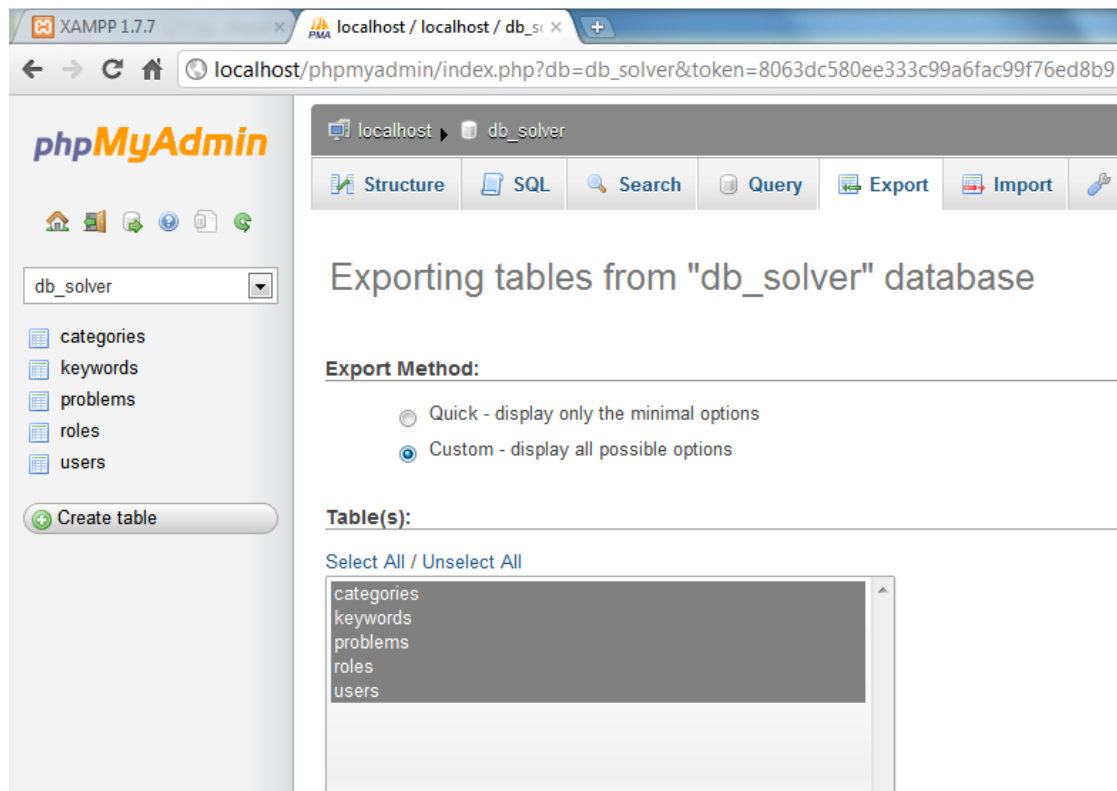 XAMPP 1.7.7
PMA localhost / localhost / db_s
localhost/phpmyadmin/index.php?db=db_solver&token=8063dc580ee333c99a6fac99f76ed8b9
phpMyAdmin
localhost db_solver
Structure SQL Search Query Export Import
db_solver
categories
keywords
problems
roles
users
Create table
Exporting tables from "db_solver" database
Export Method:
Quick - display only the minimal options
Custom - display all possible options
Table(s):
Select All / Unselect All
categories
keywords
problems
roles
users